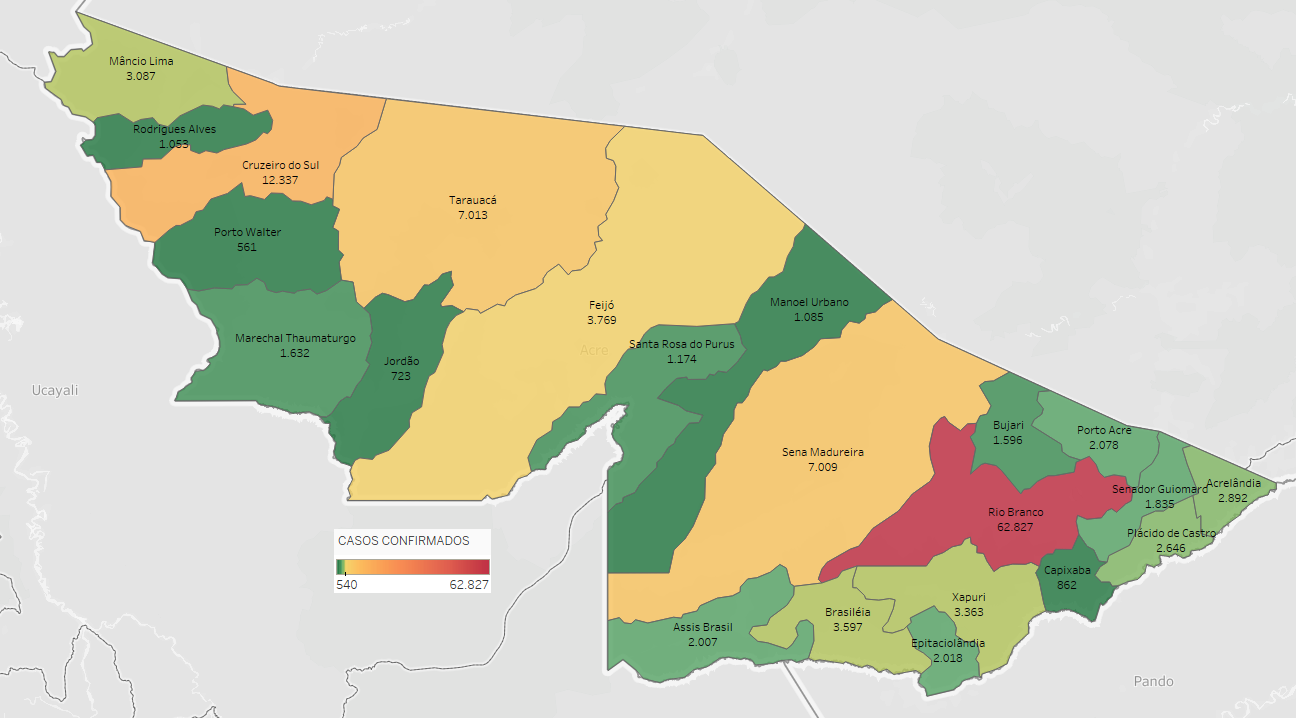 Mâncio Lima
3.087
Rodrigues Alves
1.053
Cruzeiro do Sul
12.337
Tarauacá
7.013
Porto Walter
561
Feijó
3.769
Acre
Manoel Urbano
1.085
Marechal Thaumaturgo
1.632
Santa Rosa do Purus
1.174
Jordão
723
Ucayali
Bujari
1.596
Porto Acre
2.078
Sena Madureira
7.009
Senador Guiomard
1.835
Acrelândia
2.892
Rio Branco
62.827
Plácido de Castro
2.646
CASOS CONFIRMADOS
540
62.827
Capixaba
862
Xapuri
3.363
Brasiléia
3.597
Assis Brasil
2.007
Epitaciolândia
2.018
Pando